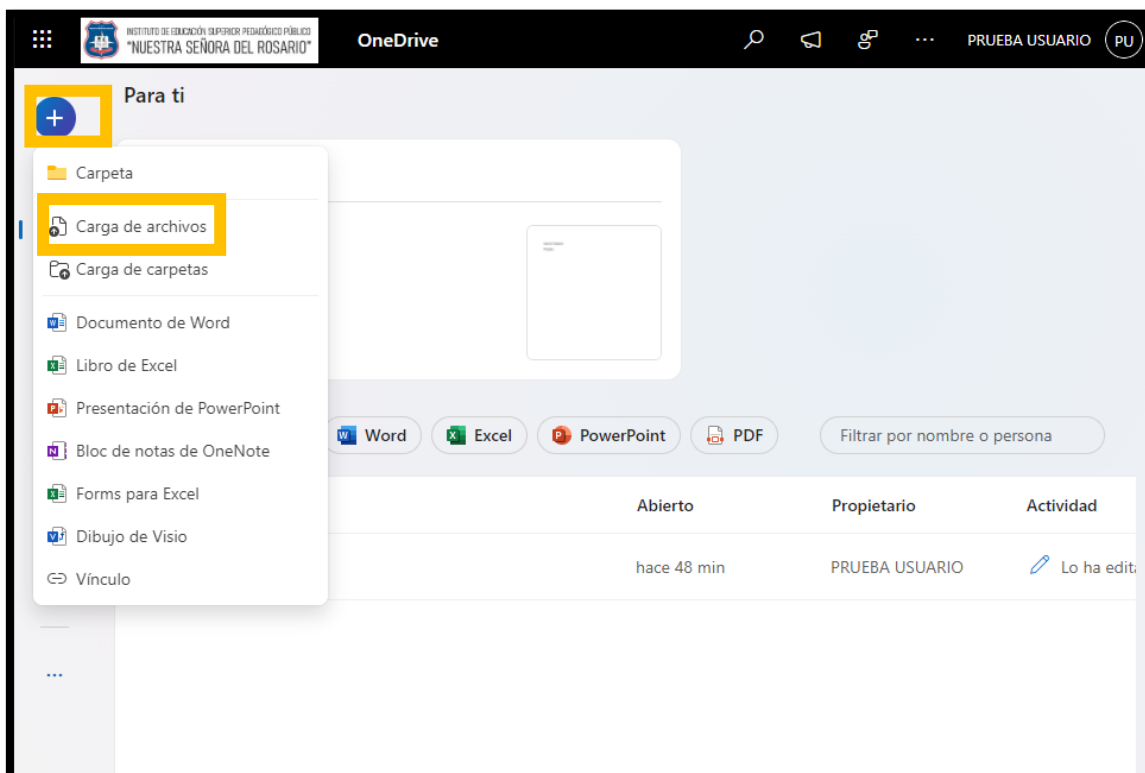 INSTITUTO DE EDUCACIÓN SUPERIOR PEDAGÓGICO PÚBLICO
"NUESTRA SEÑORA DEL ROSARIO"
OneDrive
PRUEBA USUARIO
PU
Para ti
Carpeta
Carga de archivos
Carga de carpetas
Documento de Word
Libro de Excel
Presentación de PowerPoint
Bloc de notas de OneNote
Forms para Excel
Dibujo de Visio
Vínculo
Word
Excel
PowerPoint
PDF
Filtrar por nombre o persona
Abierto
Propietario
Actividad
hace 48 min
PRUEBA USUARIO
Lo ha edit